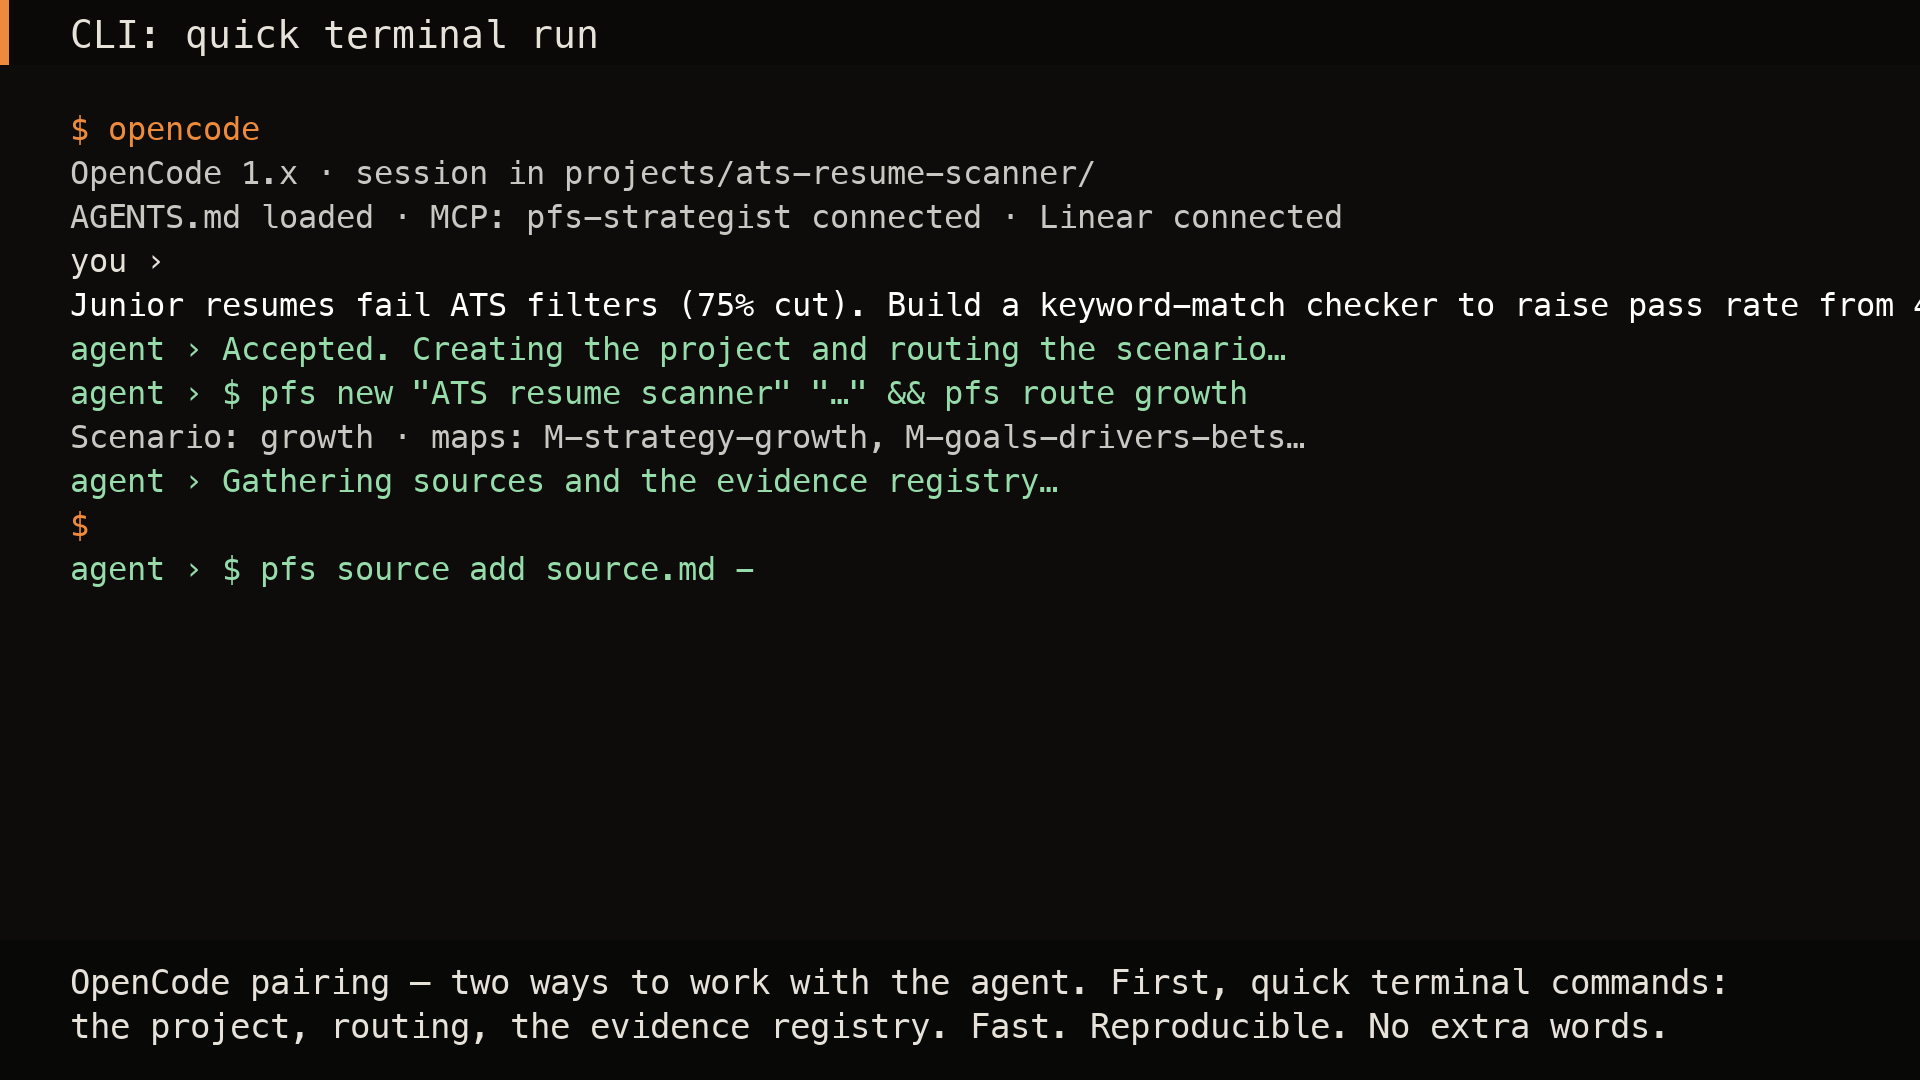 CLI: quick terminal run
$ opencode
OpenCode 1.x · session in projects/ats-resume-scanner/
AGENTS.md loaded · MCP: pfs-strategist connected · Linear connected
you ›
Junior resumes fail ATS filters (75% cut). Build a keyword-match checker to raise pass rate from
agent › Accepted. Creating the project and routing the scenario…
agent › $ pfs new "ATS resume scanner" "…" && pfs route growth
Scenario: growth · maps: M-strategy-growth, M-goals-drivers-bets…
agent › Gathering sources and the evidence registry…
$
agent › $ pfs source add source.md -
OpenCode pairing — two ways to work with the agent. First, quick terminal commands:
the project, routing, the evidence registry. Fast. Reproducible. No extra words.